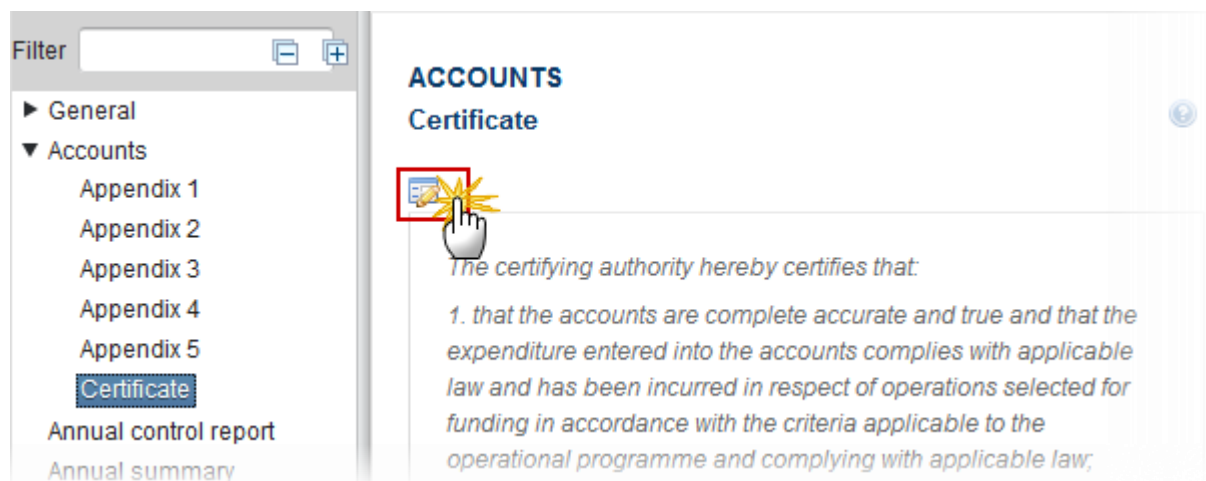 Filter
General
Accounts
Appendix 1
Appendix 2
Appendix 3
Appendix 4
Appendix 5
Certificate
Annual control report
Annual summary
ACCOUNTS
Certificate
The certifying authority hereby certifies that:
1. that the accounts are complete accurate and true and that the
expenditure entered into the accounts complies with applicable
law and has been incurred in respect of operations selected for
funding in accordance with the criteria applicable to the
operational programme and complying with applicable law;